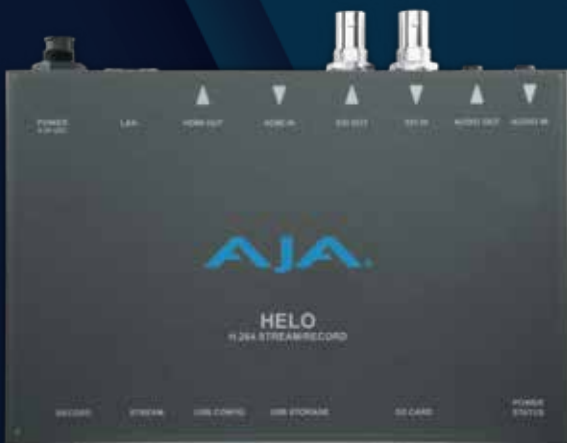 POWER LAN HDMI OUT HDMI IN SDI OUT SDI IN AUDIO OUT AUDIO IN
AJA
HELO
H.264 STREAM/RECORD
RECORD STREAM USB CONFIG USB STORAGE SD CARD POWER
STATUS